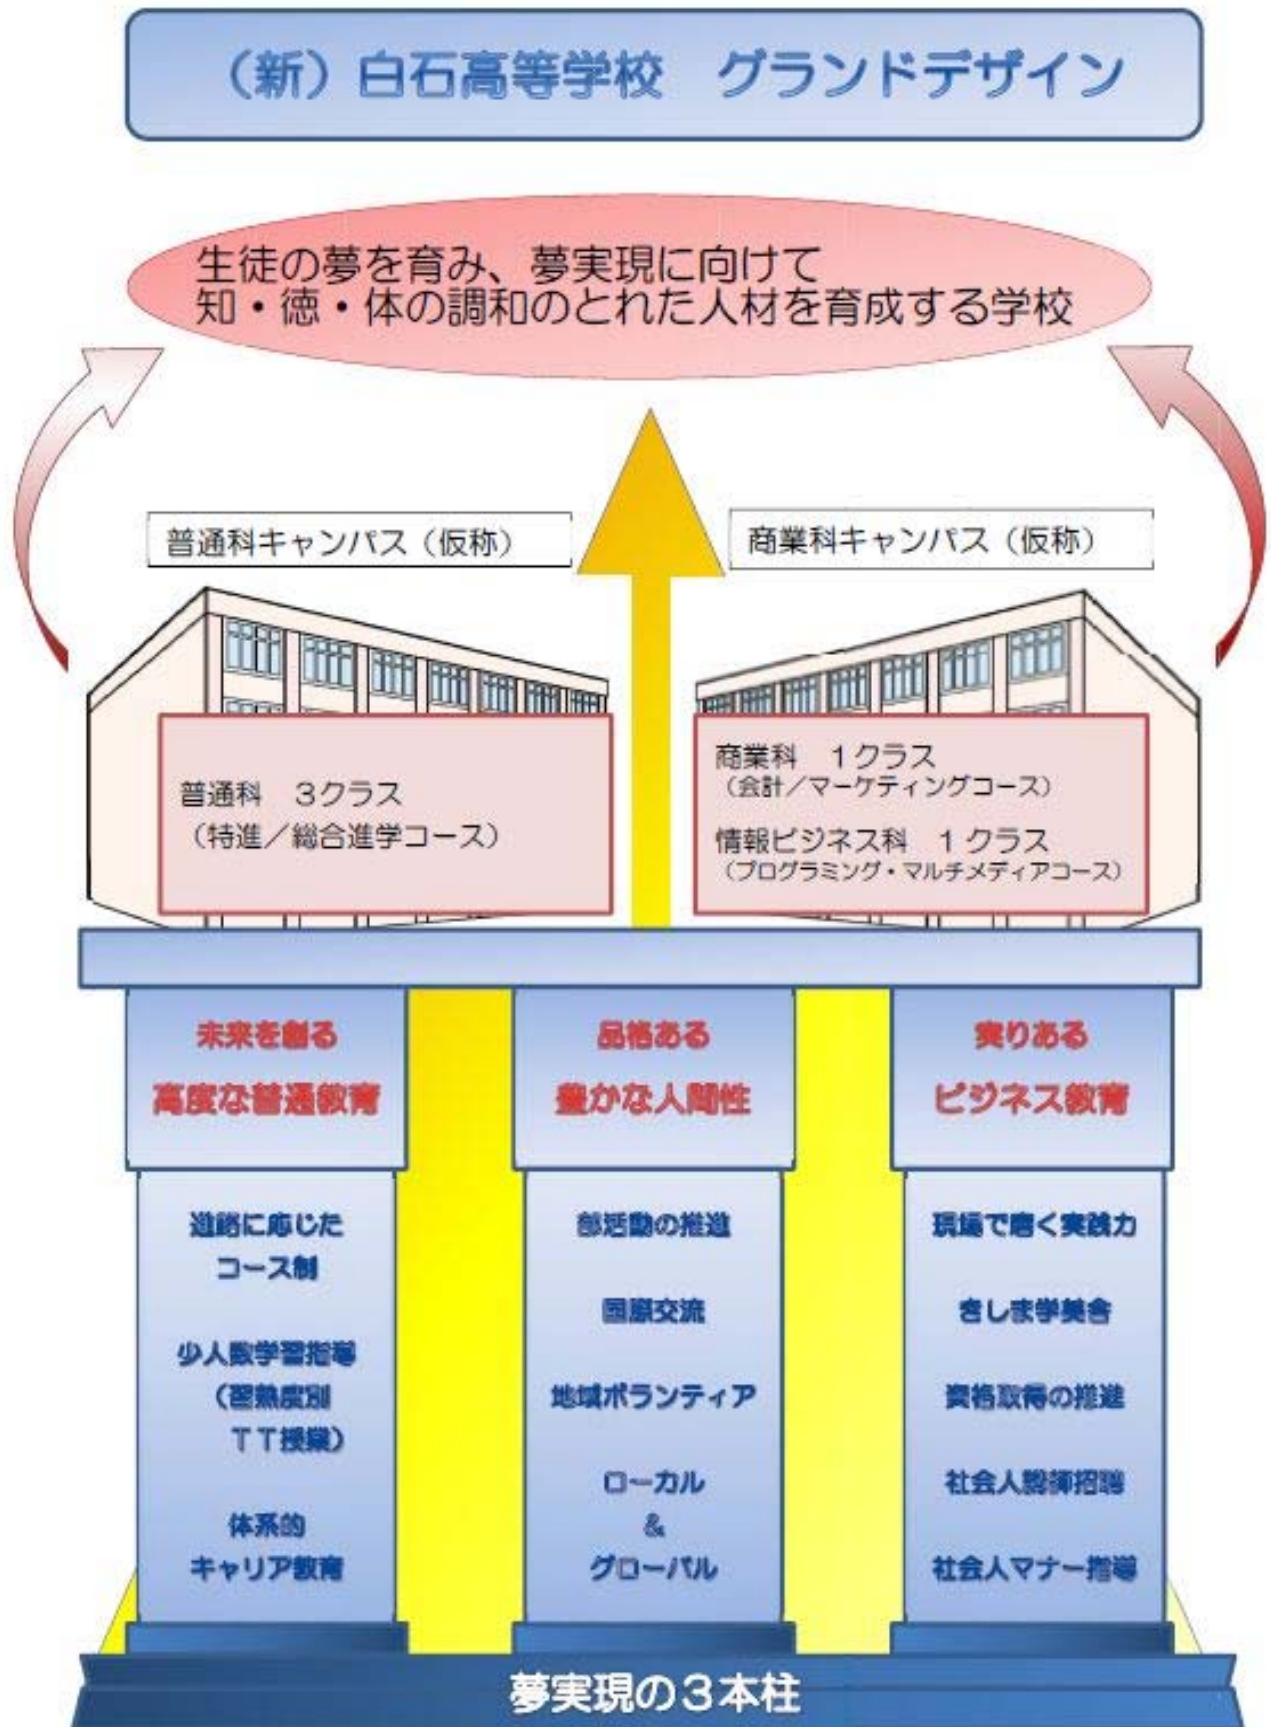 （新）白石高等学校　グランドデザイン
生徒の夢を育み、夢実現に向けて
知・徳・体の調和のとれた人材を育成する学校
普通科キャンパス（仮称）
商業科キャンパス（仮称）
普通科　３クラス
（特進／総合進学コース）
商業科　１クラス
（会計／マーケティングコース）
情報ビジネス科　１クラス
（プログラミング・マルチメディアコース）
未来を創る
高度な普通教育
進路に応じた
コース制
少人数学習指導
（習熟度別
ＴＴ授業）
体系的
キャリア教育
品格ある
豊かな人間性
部活動の推進
国際交流
地域ボランティア
ローカル
＆
グローバル
実りある
ビジネス教育
現場で磨く実践力
きしま学美舎
資格取得の推進
社会人講師招聘
社会人マナー指導
夢実現の３本柱